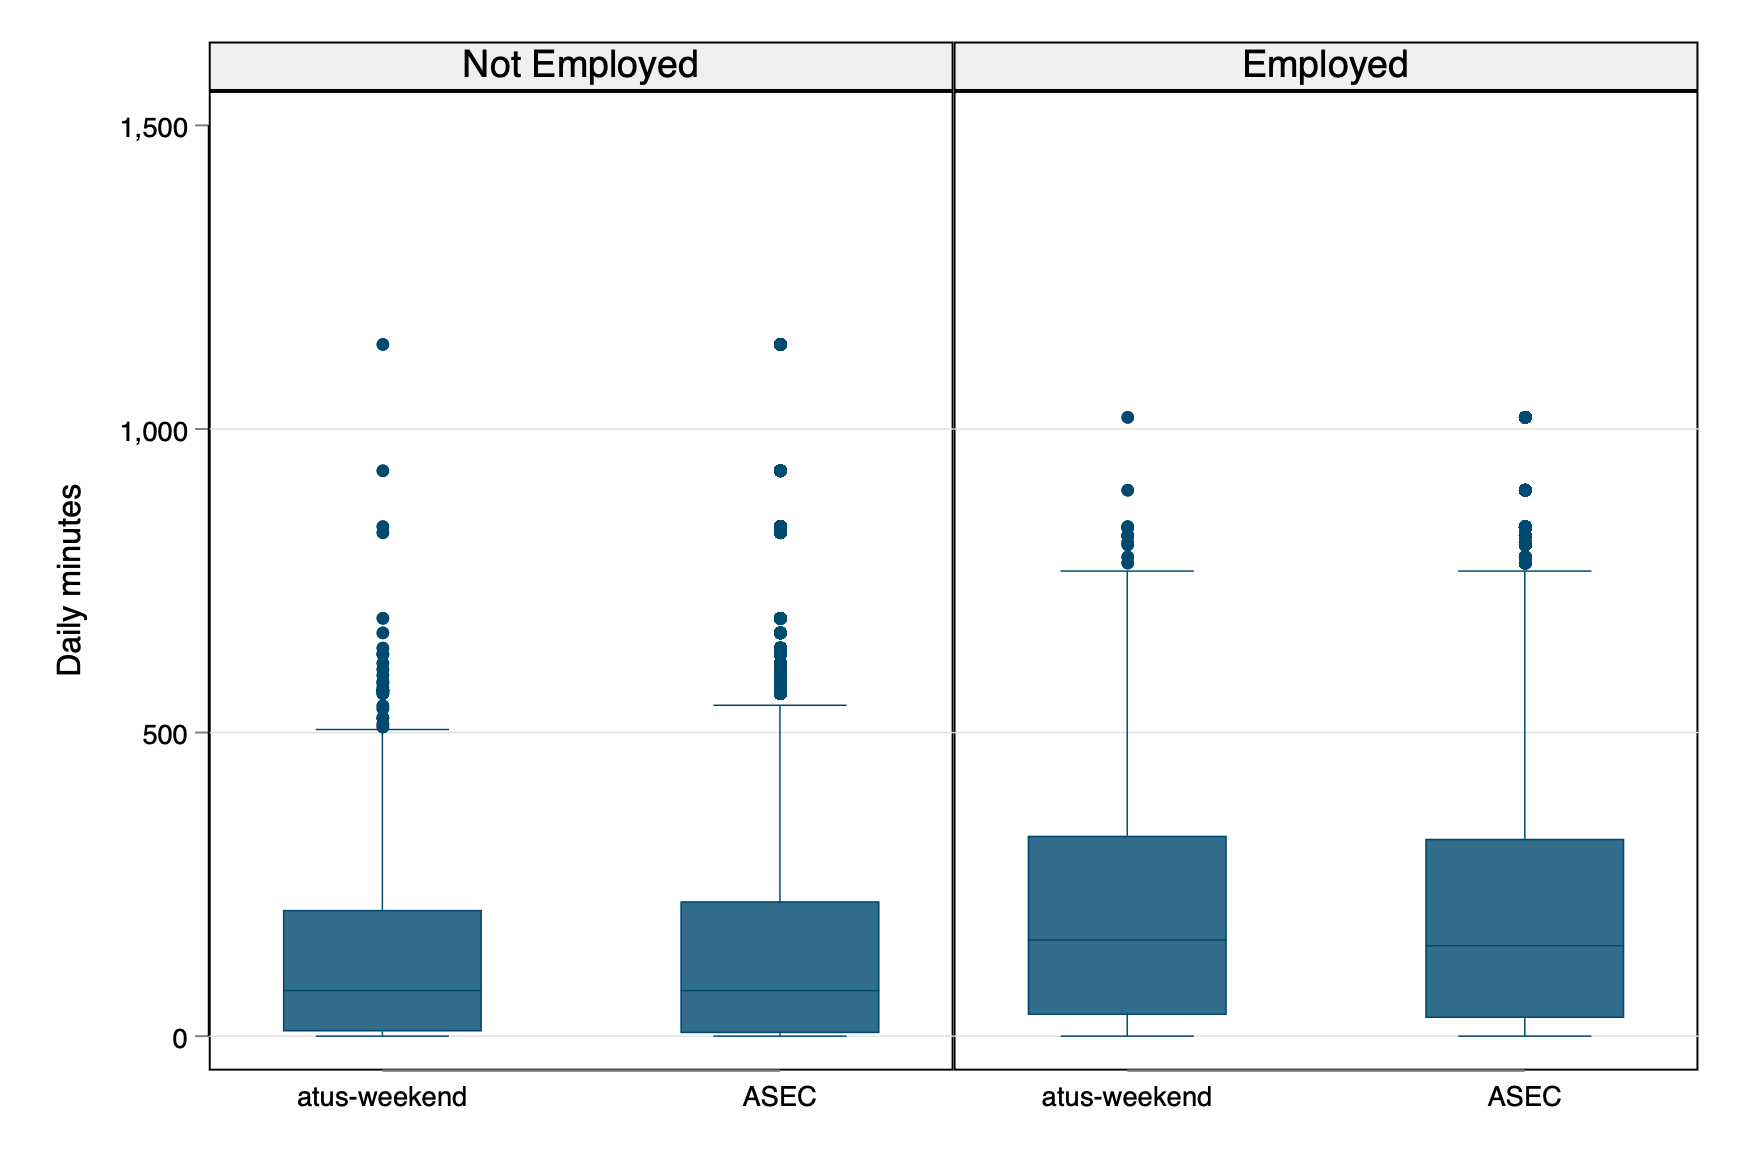 Not Employed
Employed
1,500
1,000
500
0
Daily minutes
atus-weekend
ASEC
atus-weekend
ASEC